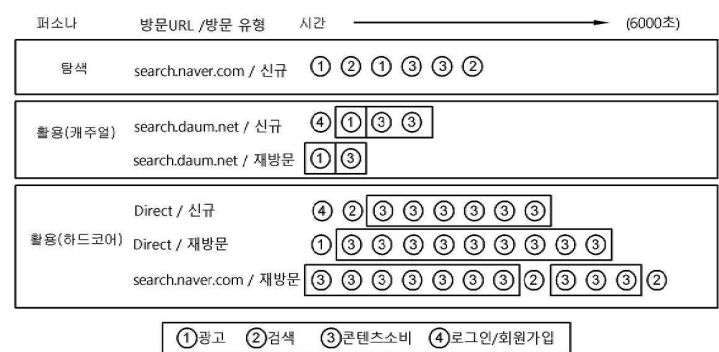 퍼소나 방문URL /방문 유형 시간 (6000초)
탐색 search.naver.com / 신규 ① ② ① ③ ③ ②
활용(캐주얼) search.daum.net / 신규 ④ ① ③ ③
search.daum.net / 재방문 ① ③
Direct / 신규 ④ ② ③ ③ ③ ③ ③ ③
활용(하드코어) Direct / 재방문 ① ③ ③ ③ ③ ③ ③ ③ ③ ③
search.naver.com / 재방문 ③ ③ ③ ③ ③ ③ ③ ② ③ ③ ③ ②
①광고 ②검색 ③콘텐츠소비 ④로그인/회원가입